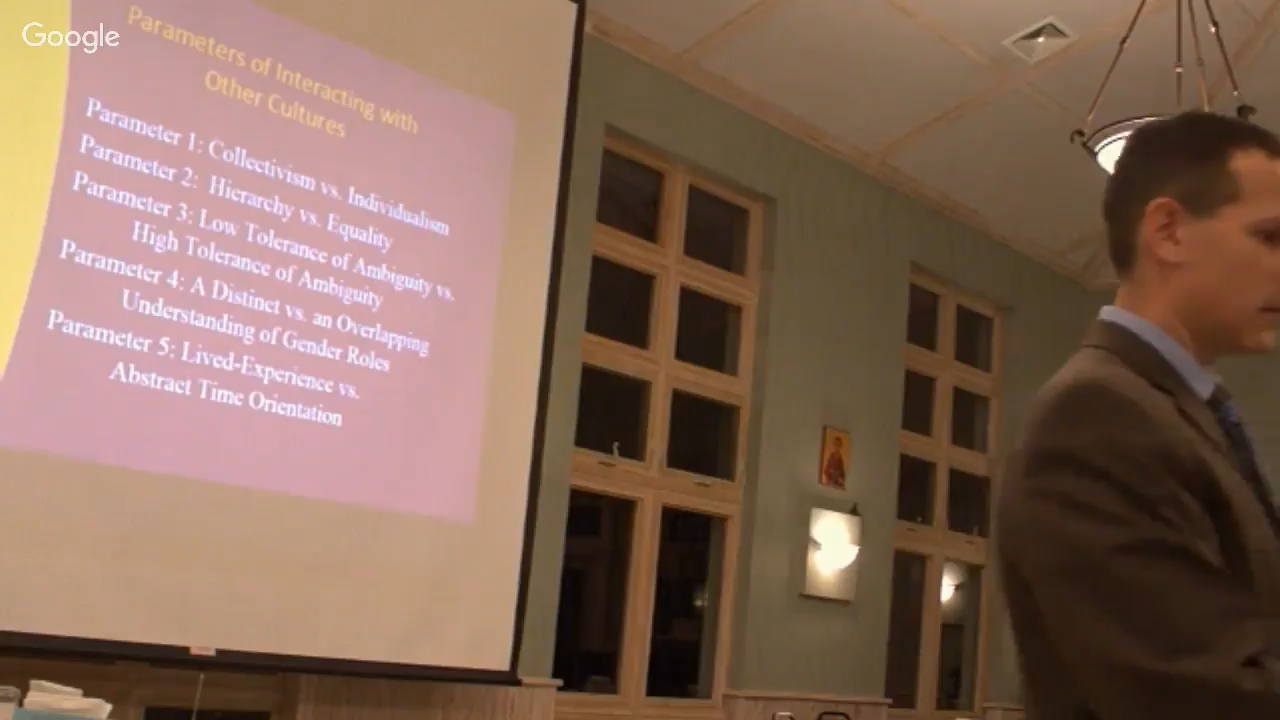 Google
Parameters of Interacting with
Other Cultures
Parameter 1: Collectivism vs. Individualism
Parameter 2: Hierarchy vs. Equality
Parameter 3: Low Tolerance of Ambiguity vs.
High Tolerance of Ambiguity
Parameter 4: A Distinct vs. an Overlapping
Understanding of Gender Roles
Parameter 5: Lived-Experience vs.
Abstract Time Orientation